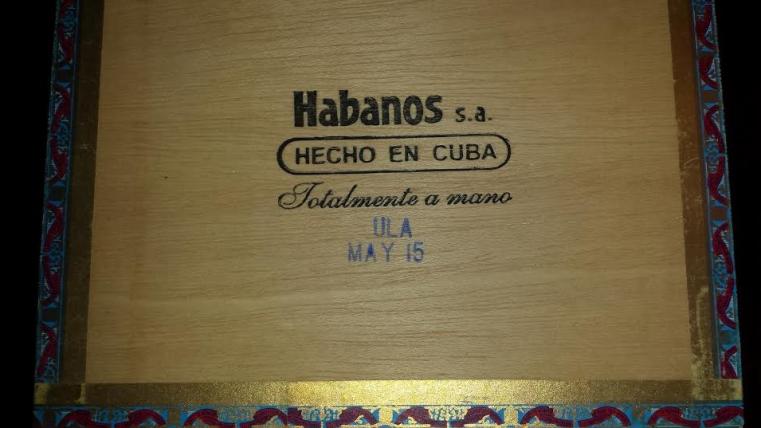 Habanos s.a.
HECHO EN CUBA
Totalmente a mano
ULA
MAY 15